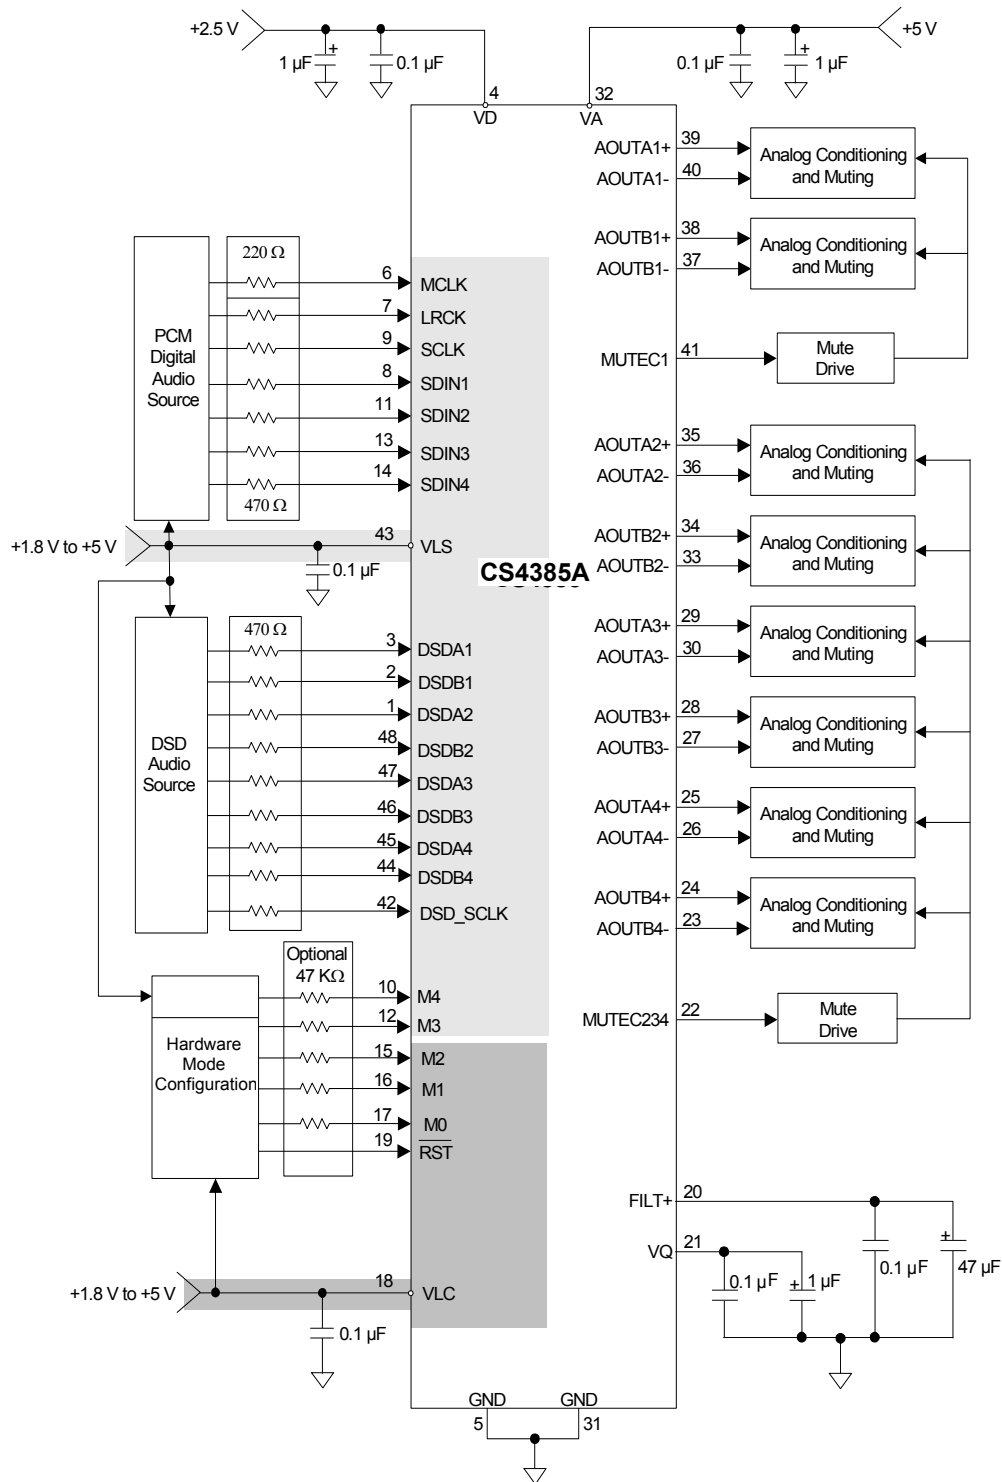 +2.5 V
+5 V
1 µF
+
0.1 µF
0.1 µF
+
1 µF
4
32
VD
VA
PCM
Digital
Audio
Source
220 Ω
470 Ω
6
MCLK
7
LRCK
9
SCLK
8
SDIN1
11
SDIN2
13
SDIN3
14
SDIN4
+1.8 V to +5 V
43
VLS
0.1 µF
CS4385A
DSD
Audio
Source
470 Ω
3
DSDA1
2
DSDB1
1
DSDA2
48
DSDB2
47
DSDA3
46
DSDB3
45
DSDA4
44
DSDB4
42
DSD_SCLK
Optional
47 KΩ
Hardware
Mode
Configuration
10
M4
12
M3
15
M2
16
M1
17
M0
19
RST
+1.8 V to +5 V
18
VLC
0.1 µF
GND
GND
5
31
AOUTA1+
39
AOUTA1-
40
Analog Conditioning
and Muting
AOUTB1+
38
AOUTB1-
37
Analog Conditioning
and Muting
MUTEC1
41
Mute
Drive
AOUTA2+
35
AOUTA2-
36
Analog Conditioning
and Muting
AOUTB2+
34
AOUTB2-
33
Analog Conditioning
and Muting
AOUTA3+
29
AOUTA3-
30
Analog Conditioning
and Muting
AOUTB3+
28
AOUTB3-
27
Analog Conditioning
and Muting
AOUTA4+
25
AOUTA4-
26
Analog Conditioning
and Muting
AOUTB4+
24
AOUTB4-
23
Analog Conditioning
and Muting
MUTEC234
22
Mute
Drive
FILT+
20
VQ
21
0.1 µF
+
1 µF
0.1 µF
+
47 µF